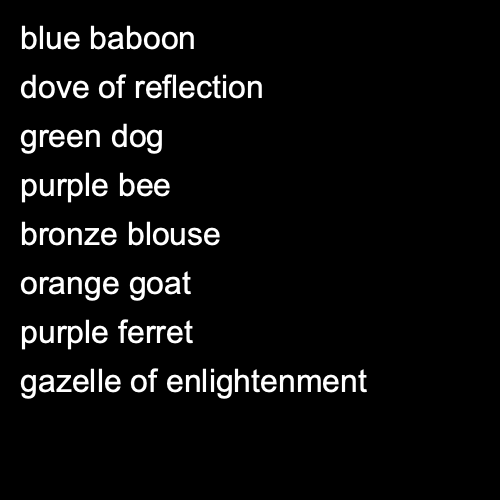 blue baboon
dove of reflection
green dog
purple bee
bronze blouse
orange goat
purple ferret
gazelle of enlightenment